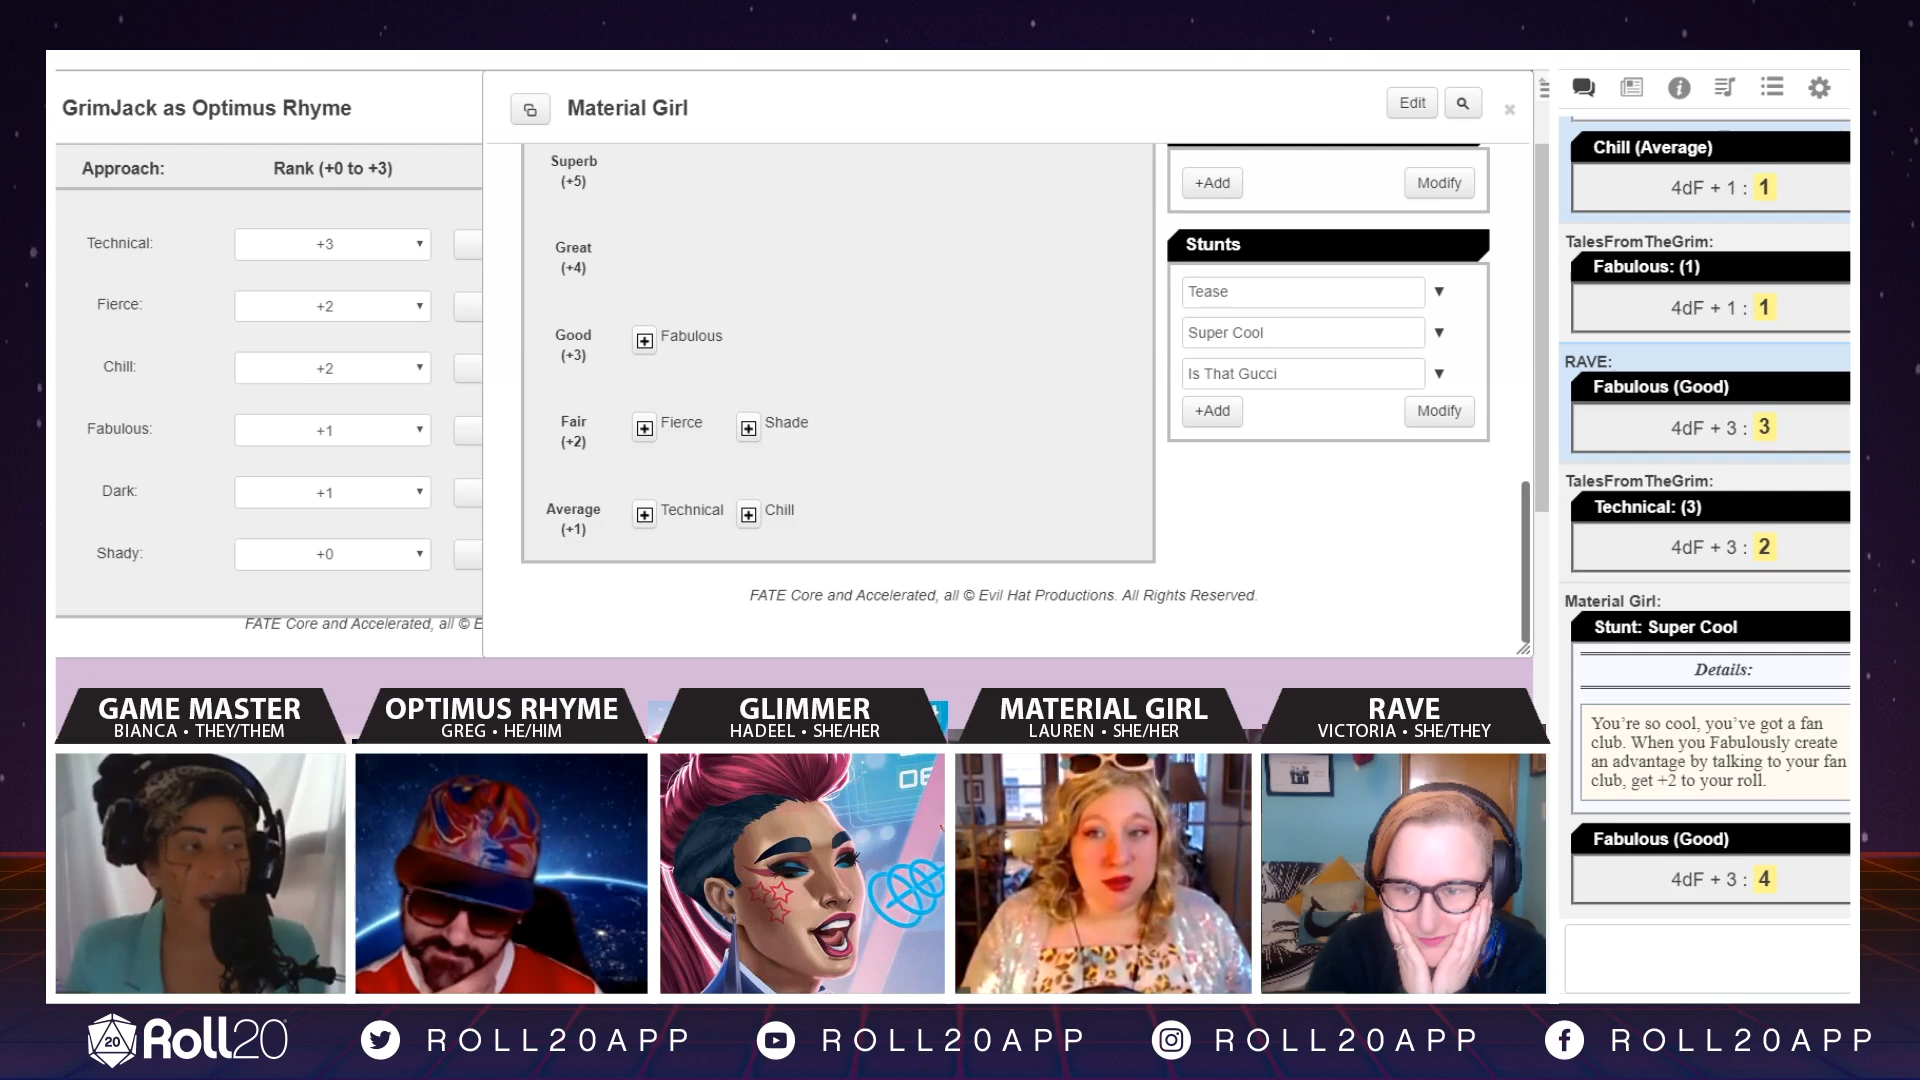 GrimJack as Optimus Rhyme
Approach: Rank (+0 to +3)
Technical: +3
Fierce: +2
Chill: +2
Fabulous: +1
Dark: +1
Shady: +0
FATE Core and Accelerated, all © E
Material Girl
Edit
Superb
(+5)
Great
(+4)
Good
(+3)
Fabulous
Fair
(+2)
Fierce Shade
Average
(+1)
Technical Chill
+Add Modify
Stunts
Tease
Super Cool
Is That Gucci
+Add Modify
FATE Core and Accelerated, all © Evil Hat Productions. All Rights Reserved.
Chill (Average)
4dF + 1 : 1
TalesFromTheGrim:
Fabulous: (1)
4dF + 1 : 1
RAVE:
Fabulous (Good)
4dF + 3 : 3
TalesFromTheGrim:
Technical: (3)
4dF + 3 : 2
Material Girl:
Stunt: Super Cool
Details:
You're so cool, you've got a fan
club. When you Fabulously create
an advantage by talking to your fan
club, get +2 to your roll.
Fabulous (Good)
4dF + 3 : 4
GAME MASTER
BIANCA • THEY/THEM
OPTIMUS RHYME
GREG • HE/HIM
GLIMMER
HADEEL • SHE/HER
MATERIAL GIRL
LAUREN • SHE/HER
RAVE
VICTORIA • SHE/THEY
20 Roll20
ROLL20APP
ROLL20APP
ROLL20APP
ROLL20APP